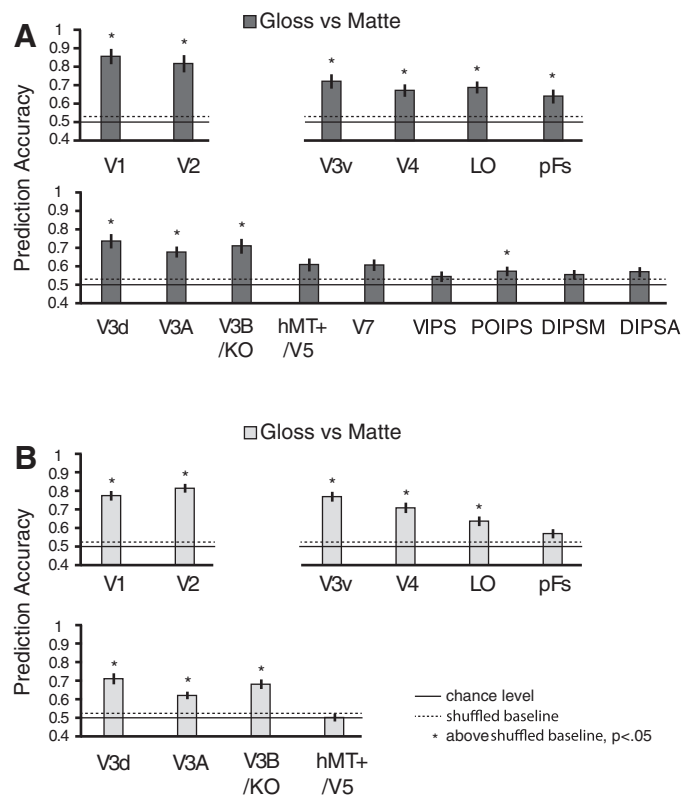 A
Gloss vs Matte
Prediction Accuracy
1
0.9
0.8
0.7
0.6
0.5
0.4
* * * * * *
V1 V2 V3v V4 LO pFs
1
0.9
0.8
0.7
0.6
0.5
0.4
* * * *
V3d V3A V3B/KO hMT+/V5 V7 VIPS POIPS DIPSM DIPSA
B
Gloss vs Matte
Prediction Accuracy
1
0.9
0.8
0.7
0.6
0.5
0.4
* * * * *
V1 V2 V3v V4 LO pFs
1
0.9
0.8
0.7
0.6
0.5
0.4
* * *
V3d V3A V3B/KO hMT+/V5
chance level
shuffled baseline
* above shuffled baseline, p<.05